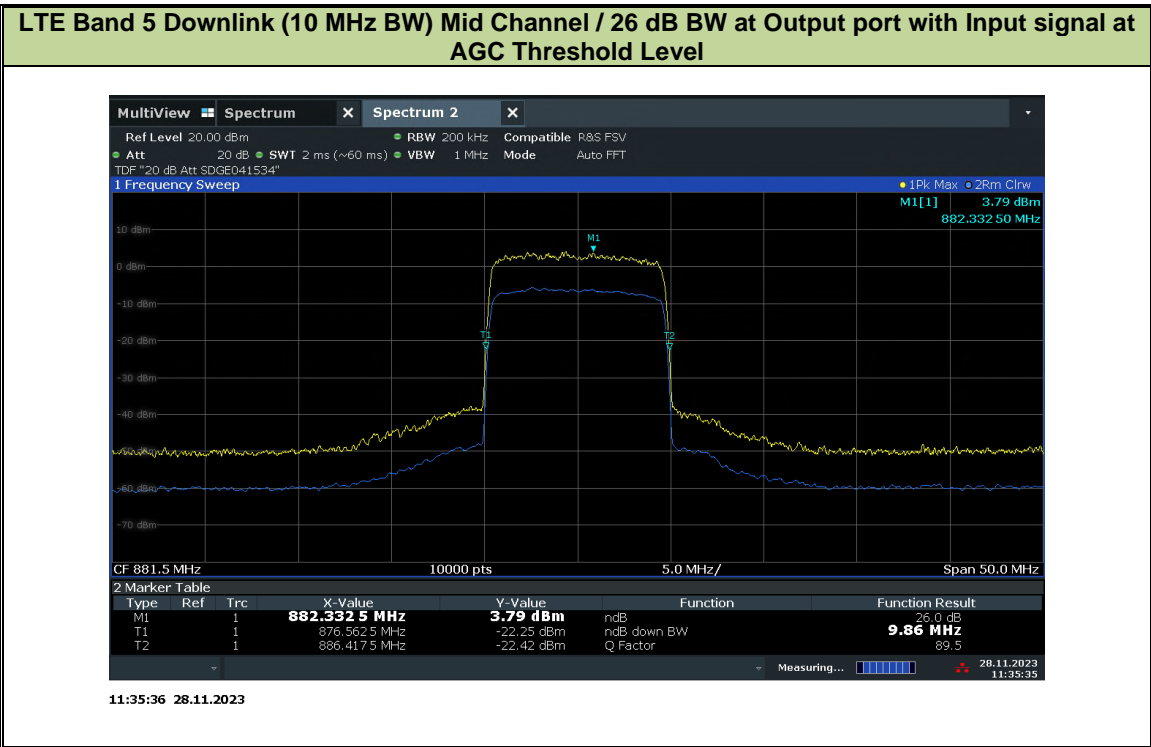 LTE Band 5 Downlink (10 MHz BW) Mid Channel / 26 dB BW at Output port with Input signal at
AGC Threshold Level
MultiView Spectrum X Spectrum 2 X
Ref Level 20.00 dBm RBW 200 kHz Compatible R&S FSV
Att 20 dB SWT 2 ms (~60 ms) VBW 1 MHz Mode Auto FFT
TDF "20 dB Att SDGE041534"
1 Frequency Sweep 1Pk Max 2Rm Clrw
M1[1] 3.79 dBm
882.332 50 MHz
10 dBm
M1
0 dBm
-10 dBm
T1 T2
-20 dBm
-30 dBm
-40 dBm
-50 dBm
-60 dBm
-70 dBm
CF 881.5 MHz 10000 pts 5.0 MHz/ Span 50.0 MHz
2 Marker Table
Type Ref Trc X-Value Y-Value Function Function Result
M1 1 882.332 5 MHz 3.79 dBm ndB 26.0 dB
T1 1 876.562 5 MHz -22.25 dBm ndB down BW 9.86 MHz
T2 1 886.417 5 MHz -22.42 dBm Q Factor 89.5
Measuring... 28.11.2023
11:35:35
11:35:36 28.11.2023